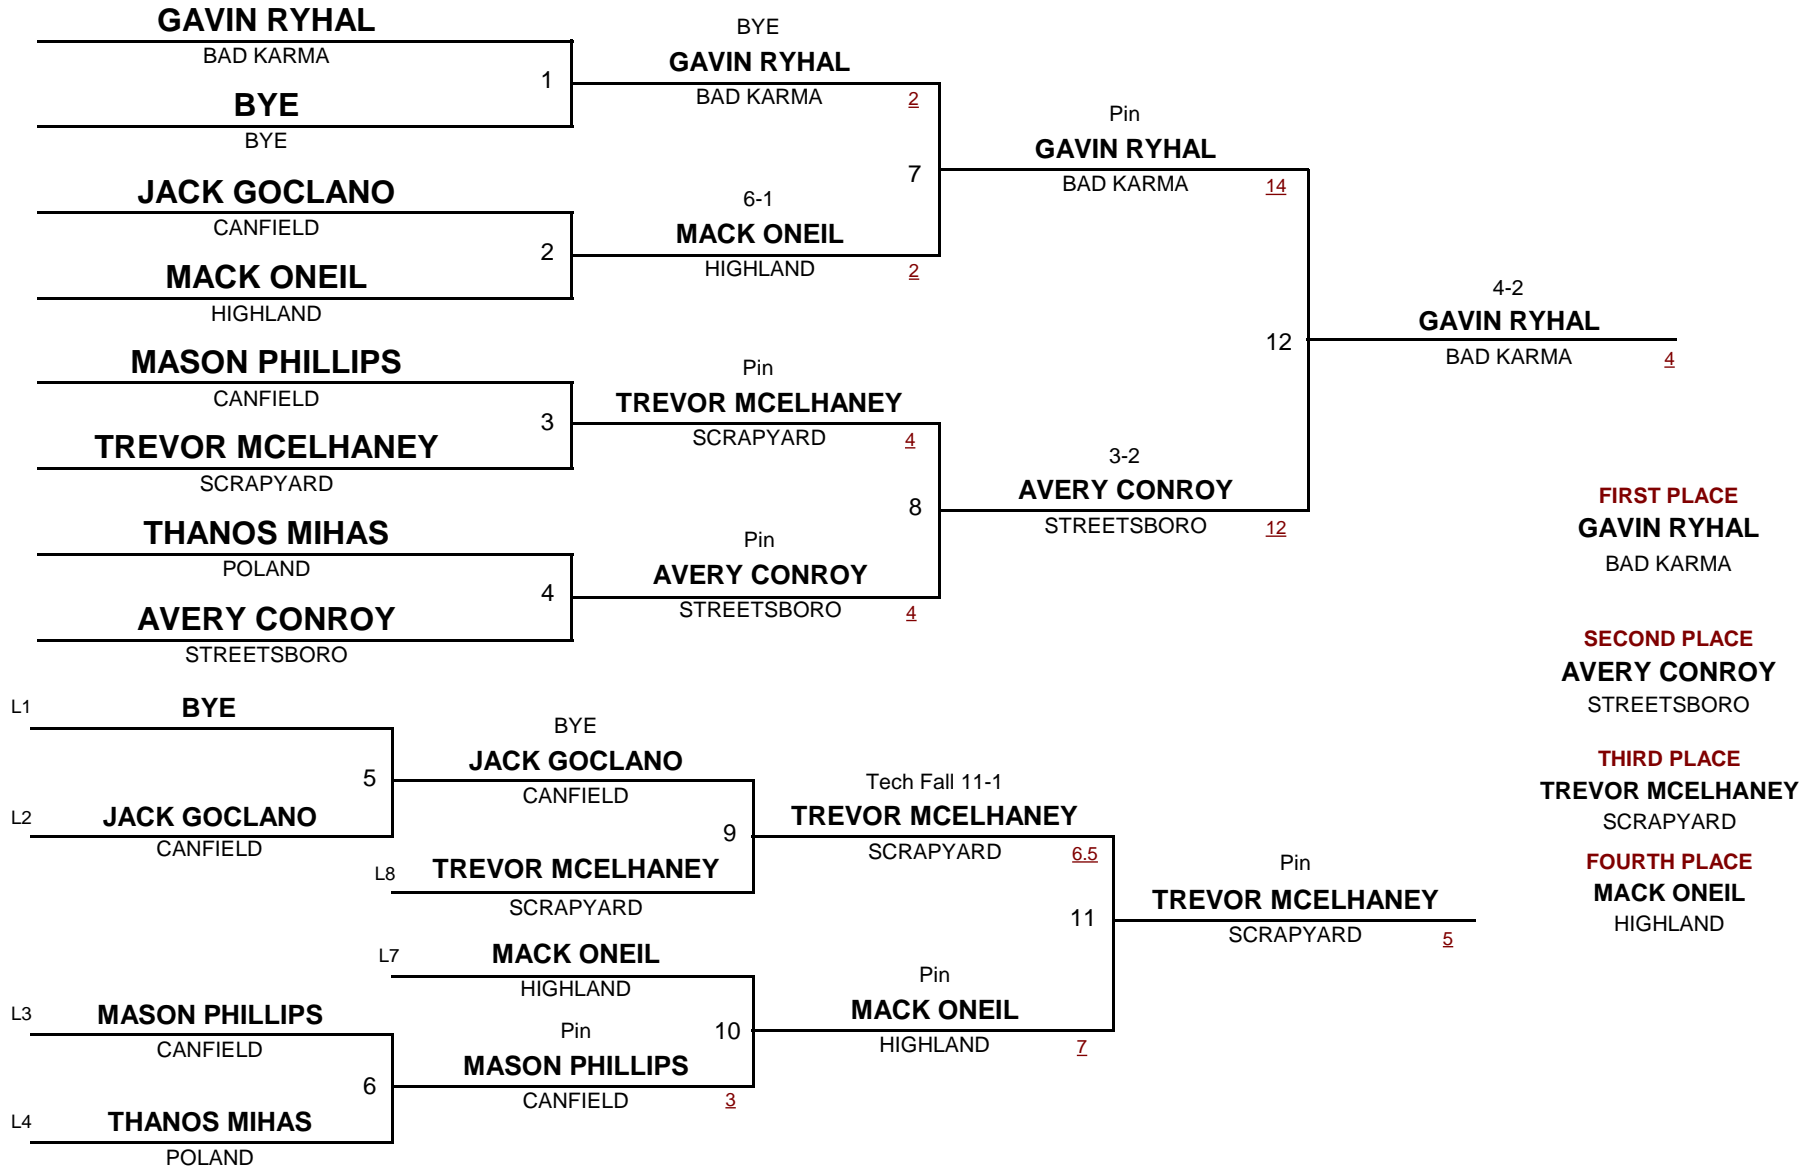 GAVIN RYHAL
BAD KARMA
1
BYE
BYE
JACK GOCLANO
CANFIELD
2
MACK ONEIL
HIGHLAND
MASON PHILLIPS
CANFIELD
3
TREVOR MCELHANEY
SCRAPYARD
THANOS MIHAS
POLAND
4
AVERY CONROY
STREETSBORO
BYE
GAVIN RYHAL
BAD KARMA 2
7
6-1
MACK ONEIL
HIGHLAND 2
Pin
TREVOR MCELHANEY
SCRAPYARD 4
8
Pin
AVERY CONROY
STREETSBORO 4
Pin
GAVIN RYHAL
BAD KARMA 14
12
3-2
AVERY CONROY
STREETSBORO 12
4-2
GAVIN RYHAL
BAD KARMA 4
FIRST PLACE
GAVIN RYHAL
BAD KARMA
SECOND PLACE
AVERY CONROY
STREETSBORO
THIRD PLACE
TREVOR MCELHANEY
SCRAPYARD
FOURTH PLACE
MACK ONEIL
HIGHLAND
L1 BYE
5
L2 JACK GOCLANO
CANFIELD
L3 MASON PHILLIPS
CANFIELD
6
L4 THANOS MIHAS
POLAND
BYE
JACK GOCLANO
CANFIELD
9
L8 TREVOR MCELHANEY
SCRAPYARD
L7 MACK ONEIL
HIGHLAND
10
Pin
MASON PHILLIPS
CANFIELD 3
Tech Fall 11-1
TREVOR MCELHANEY
SCRAPYARD 6.5
11
Pin
MACK ONEIL
HIGHLAND 7
Pin
TREVOR MCELHANEY
SCRAPYARD 5